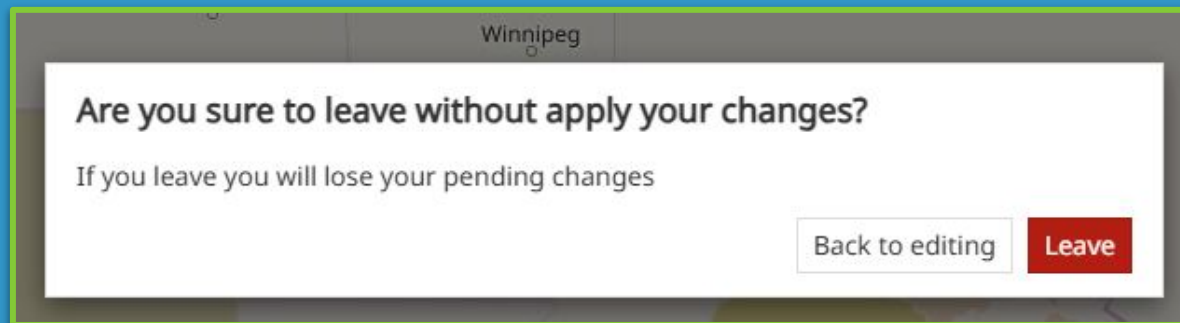 Winnipeg
Are you sure to leave without apply your changes?
If you leave you will lose your pending changes
Back to editing
Leave